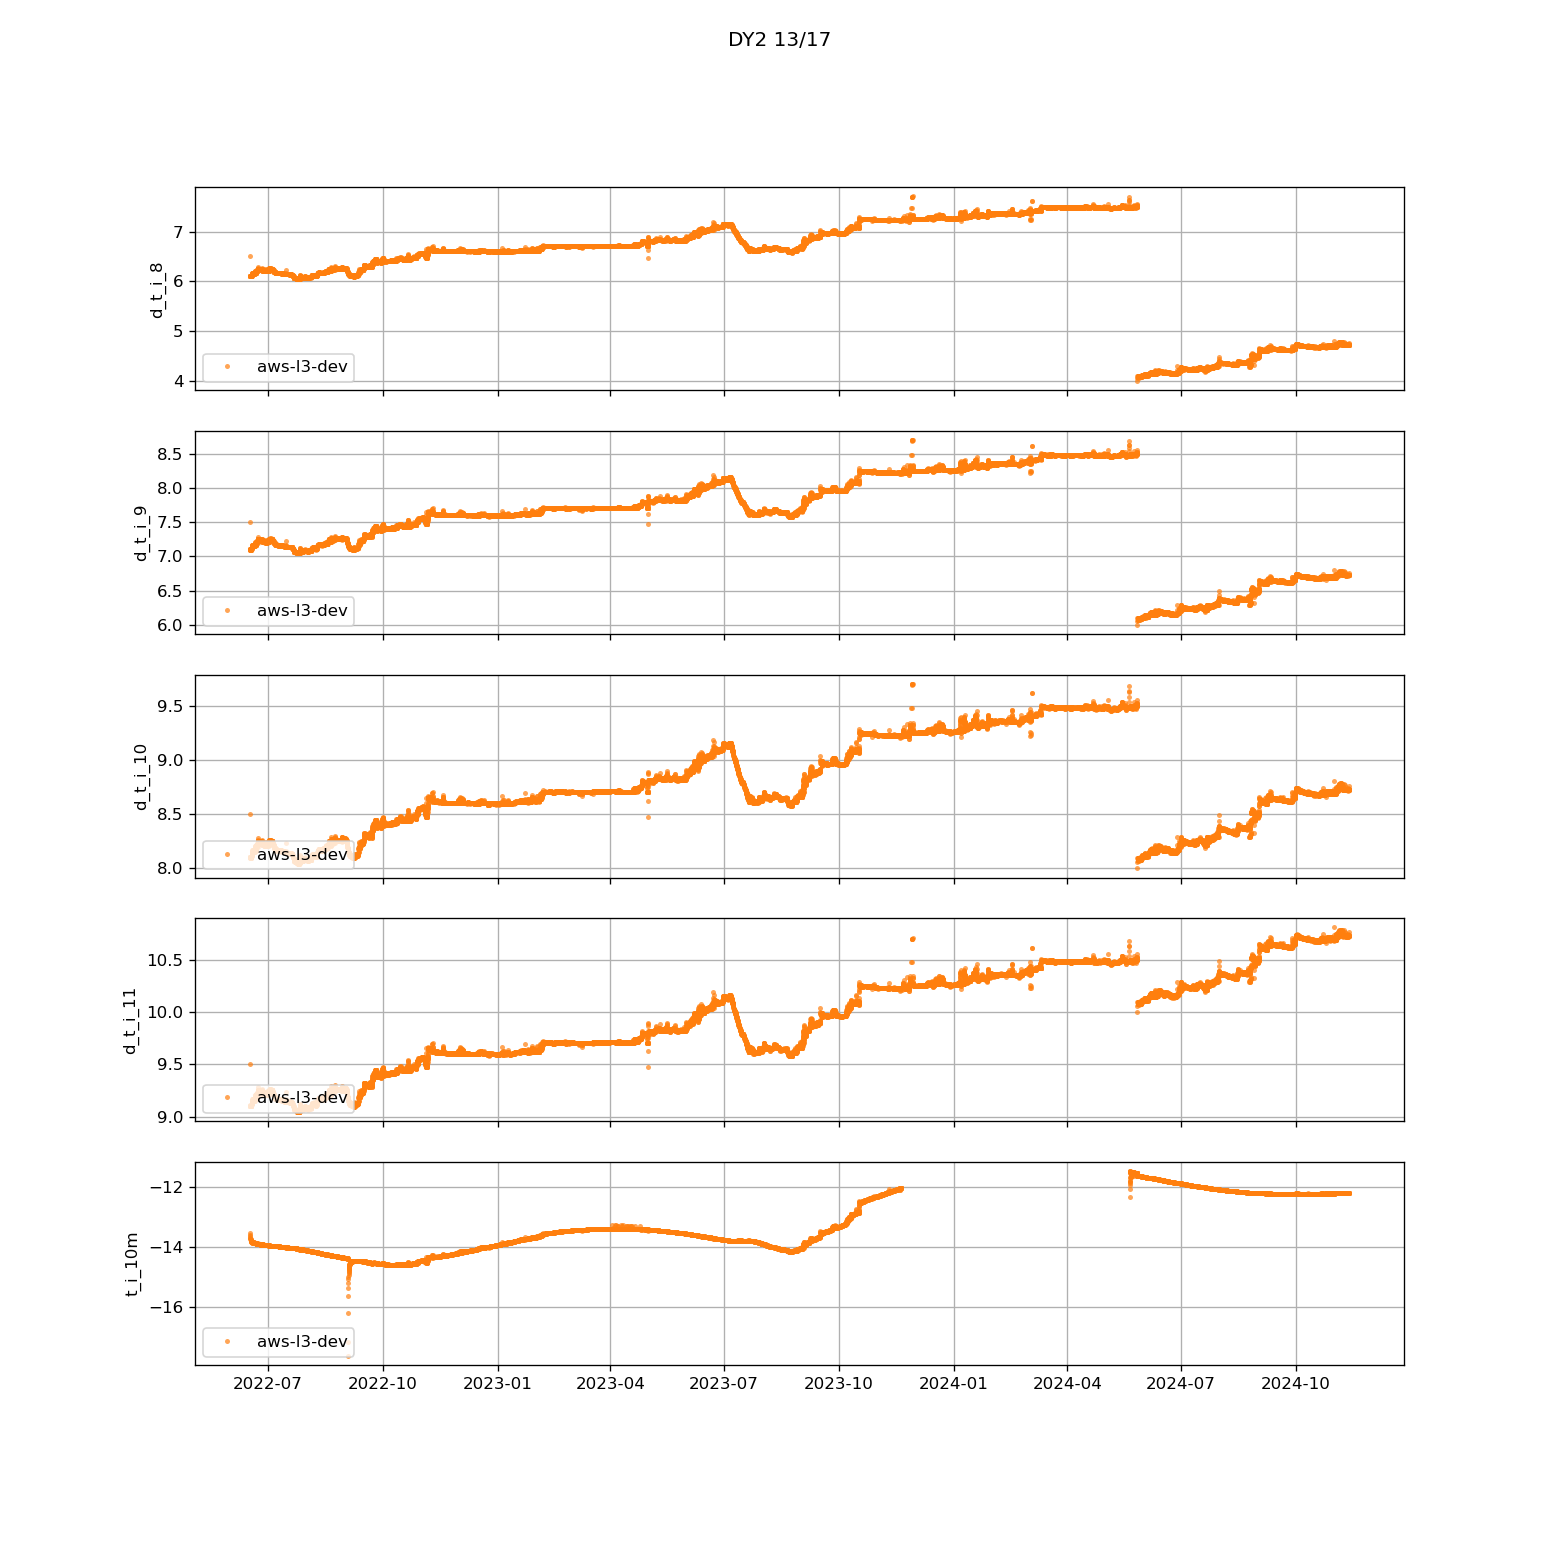 DY2 13/17
7
6
5
4
d_t_i_8
aws-l3-dev
8.5
8.0
7.5
7.0
6.5
6.0
d_t_i_9
aws-l3-dev
9.5
9.0
8.5
8.0
d_t_i_10
aws-l3-dev
10.5
10.0
9.5
9.0
d_t_i_11
aws-l3-dev
−12
−14
−16
t_i_10m
aws-l3-dev
2022-07 2022-10 2023-01 2023-04 2023-07 2023-10 2024-01 2024-04 2024-07 2024-10